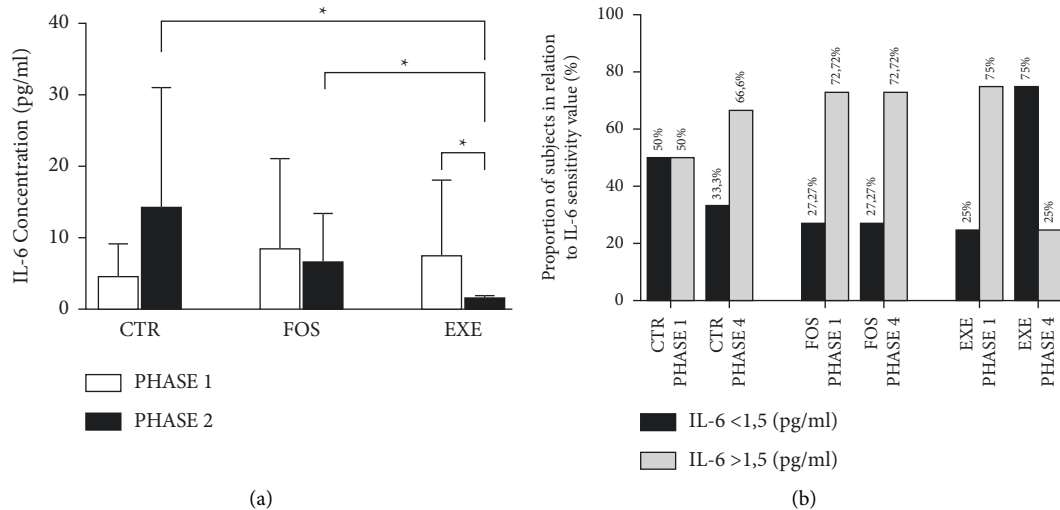 40
30
20
10
0
IL-6 Concentration (pg/ml)
*
*
*
CTR
FOS
EXE
PHASE 1
PHASE 2
(a)
100
80
60
40
20
0
Proportion of subjects in relation
to IL-6 sensitivity value (%)
50%
50%
33,3%
66,6%
27,27%
72,72%
27,27%
72,72%
25%
75%
75%
25%
CTR
PHASE 1
CTR
PHASE 4
FOS
PHASE 1
FOS
PHASE 4
EXE
PHASE 1
EXE
PHASE 4
IL-6 <1,5 (pg/ml)
IL-6 >1,5 (pg/ml)
(b)